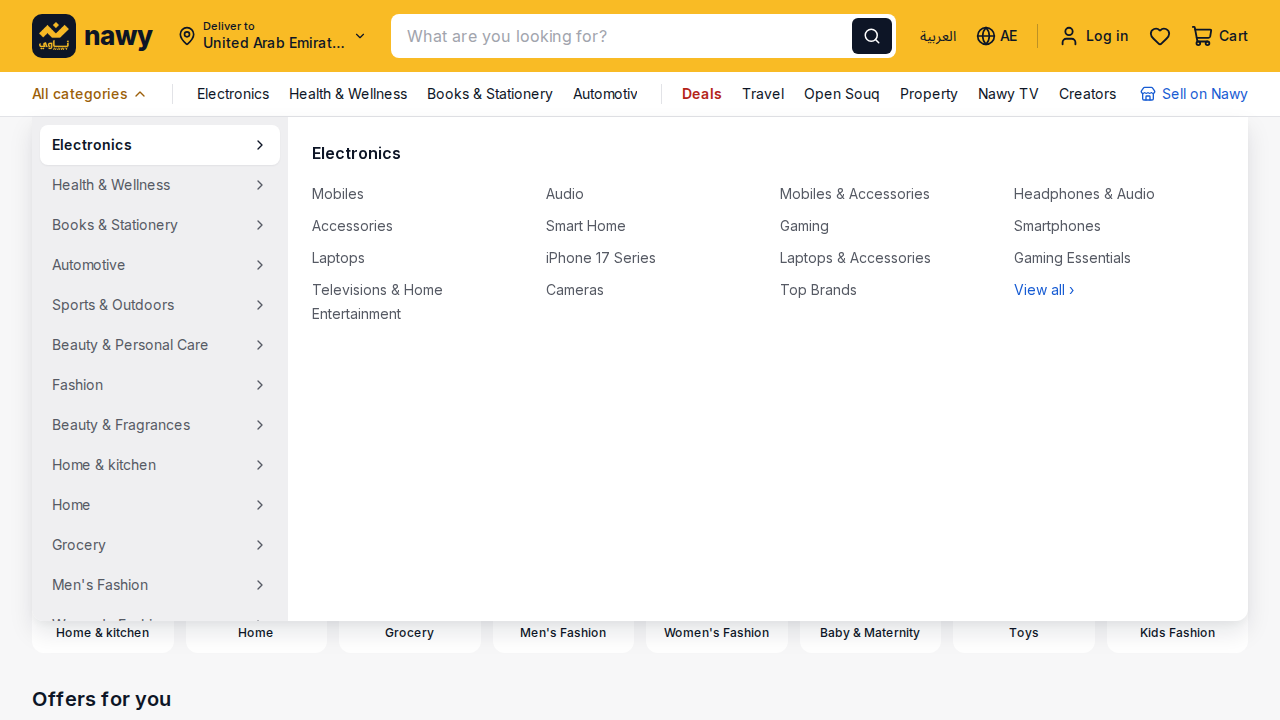 ناوي
NAWY
nawy
Deliver to
United Arab Emirat...
What are you looking for?
العربية
AE
Log in
Cart
All categories
Electronics
Health & Wellness
Books & Stationery
Automotiv
Deals
Travel
Open Souq
Property
Nawy TV
Creators
Sell on Nawy
Electronics
Health & Wellness
Books & Stationery
Automotive
Sports & Outdoors
Beauty & Personal Care
Fashion
Beauty & Fragrances
Home & kitchen
Home
Grocery
Men's Fashion
Electronics
Mobiles
Audio
Mobiles & Accessories
Headphones & Audio
Accessories
Smart Home
Gaming
Smartphones
Laptops
iPhone 17 Series
Laptops & Accessories
Gaming Essentials
Televisions & Home
Entertainment
Cameras
Top Brands
View all ›
Home & kitchen
Home
Grocery
Men's Fashion
Women's Fashion
Baby & Maternity
Toys
Kids Fashion
Offers for you